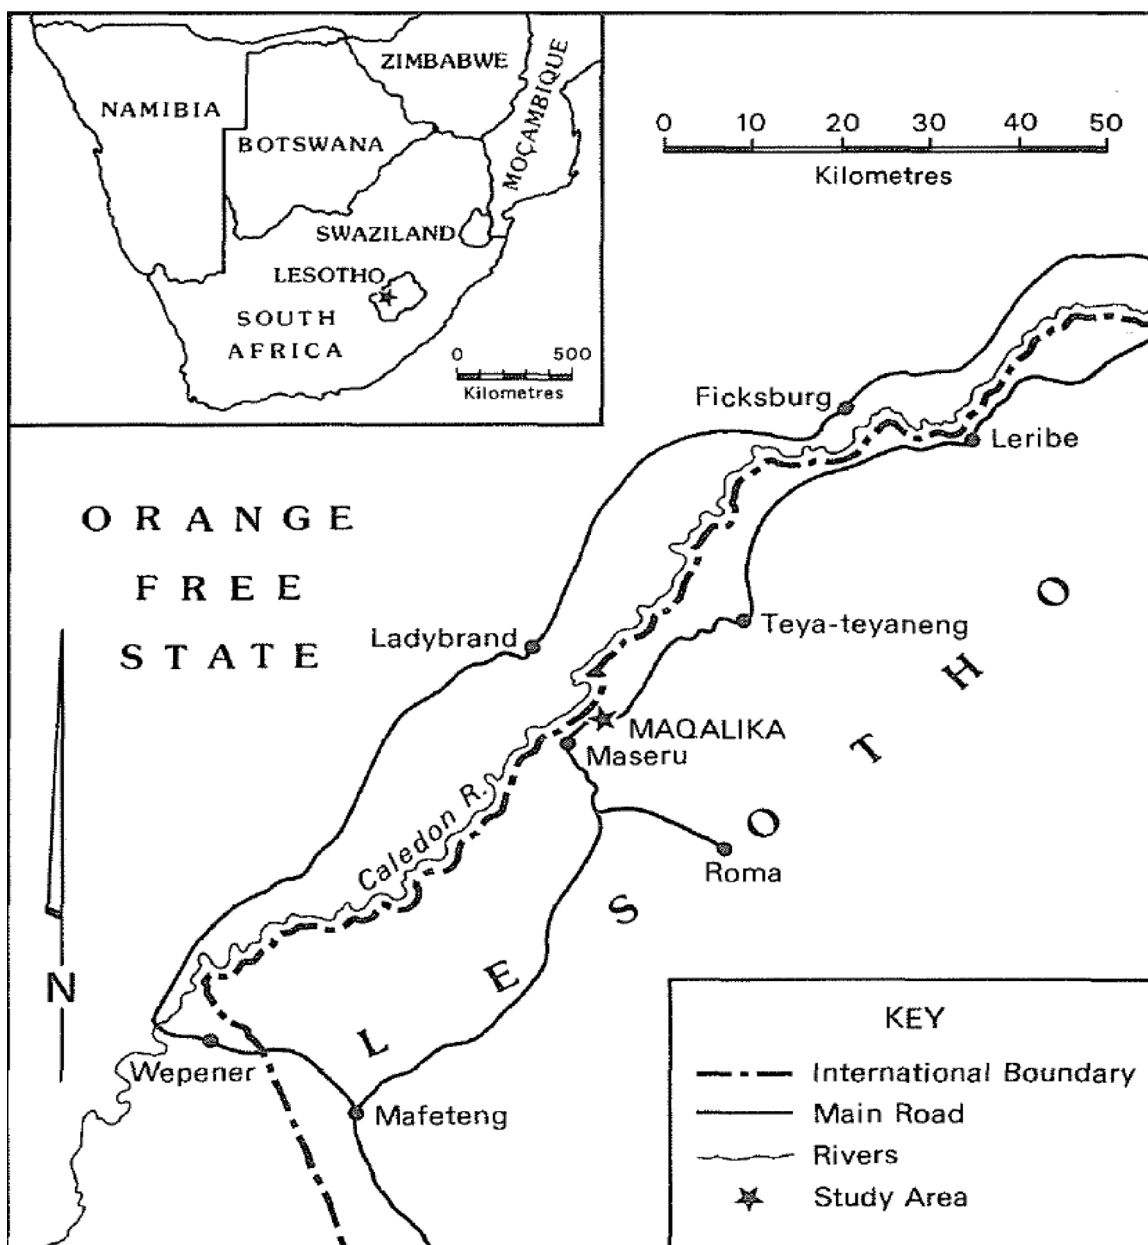 NAMIBIA
ZIMBABWE
BOTSWANA
MOÇAMBIQUE
SWAZILAND
LESOTHO
SOUTH
AFRICA
0 500
Kilometres
0 10 20 30 40 50
Kilometres
Ficksburg
Leribe
ORANGE
FREE
STATE
Ladybrand
Teya-teyaneng
MAQALIKA
Maseru
Caledon R.
Roma
LESOTHO
N
Wepener
Mafeteng
KEY
International Boundary
Main Road
Rivers
Study Area